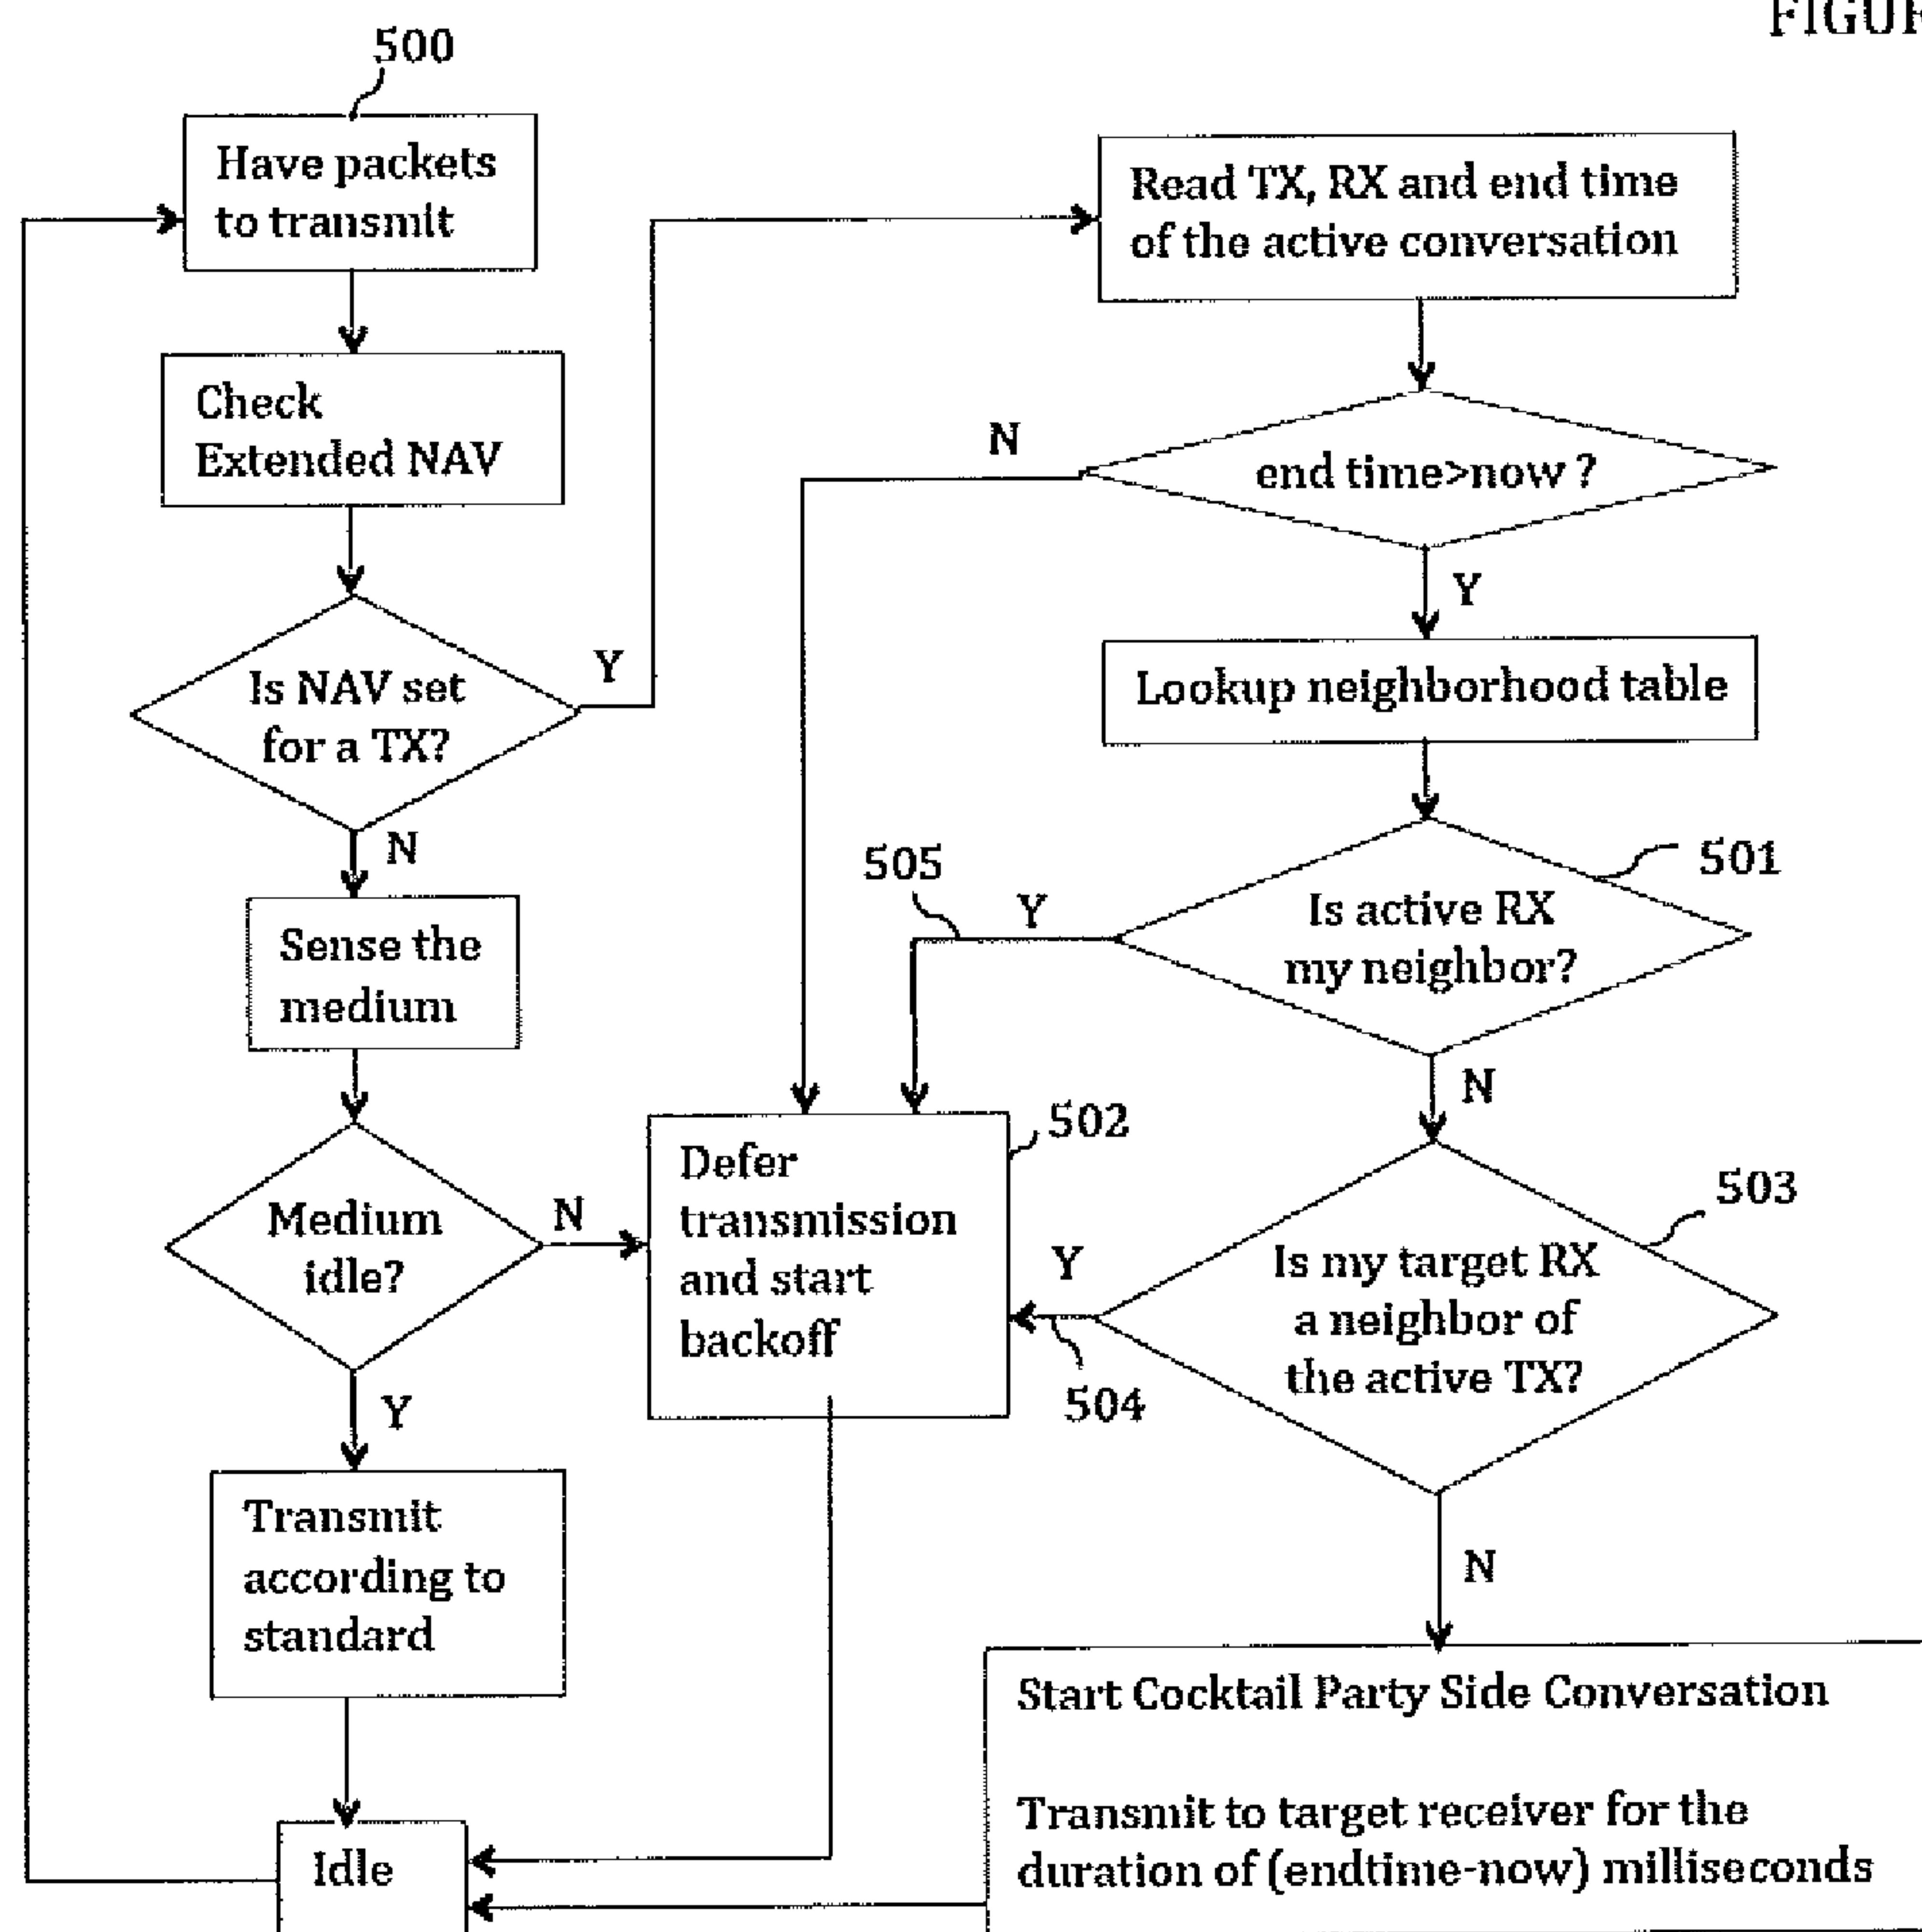 FIGUR
500
Have packets
to transmit
Read TX, RX and end time
of the active conversation
Check
Extended NAV
N
end time>now ?
Y
Is NAV set
for a TX?
Y
Lookup neighborhood table
N
505
Y
501
Is active RX
my neighbor?
Sense the
medium
N
502
Defer
transmission
and start
backoff
503
Medium
idle?
N
Y
Is my target RX
a neighbor of
the active TX?
504
Y
Transmit
according to
standard
N
Start Cocktail Party Side Conversation
Transmit to target receiver for the
duration of (endtime-now) milliseconds
Idle